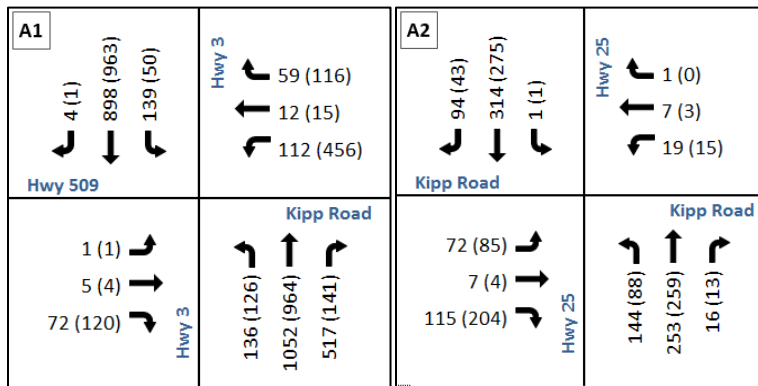 A1
4 (1)
898 (963)
139 (50)
Hwy 3
59 (116)
12 (15)
112 (456)
Hwy 509
1 (1)
5 (4)
72 (120)
Hwy 3
Kipp Road
136 (126)
1052 (964)
517 (141)
A2
94 (43)
314 (275)
1 (1)
Hwy 25
1 (0)
7 (3)
19 (15)
Kipp Road
72 (85)
7 (4)
115 (204)
Hwy 25
Kipp Road
144 (88)
253 (259)
16 (13)